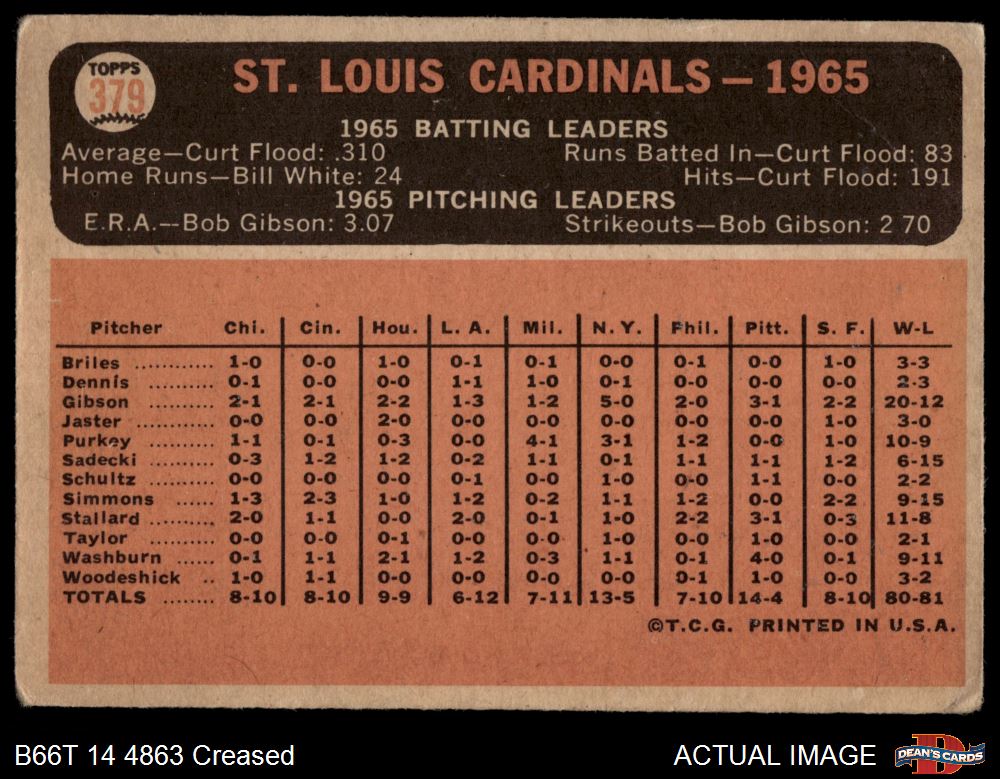 TOPPS
379
ST. LOUIS CARDINALS — 1965
1965 BATTING LEADERS
Average—Curt Flood: .310 Runs Batted In—Curt Flood: 83
Home Runs—Bill White: 24 Hits—Curt Flood: 191
1965 PITCHING LEADERS
E.R.A.—Bob Gibson: 3.07 Strikeouts—Bob Gibson: 2 70
Pitcher Chi. Cin. Hou. L. A. Mil. N. Y. Phil. Pitt. S. F. W-L
Briles ............ 1-0 0-0 1-0 0-1 0-1 0-0 0-1 0-0 1-0 3-3
Dennis .......... 0-1 0-0 0-0 1-1 1-0 0-1 0-0 0-0 0-0 2-3
Gibson .......... 2-1 2-1 2-2 1-3 1-2 5-0 2-0 3-1 2-2 20-12
Jaster ............ 0-0 0-0 2-0 0-0 0-0 0-0 0-0 0-0 1-0 3-0
Purkey .......... 1-1 0-1 0-3 0-0 4-1 3-1 1-2 0-0 1-0 10-9
Sadecki .......... 0-3 1-2 1-2 0-2 1-1 0-1 1-1 1-1 1-2 6-15
Schultz .......... 0-0 0-0 0-0 0-1 0-0 1-0 0-0 1-1 0-0 2-2
Simmons ...... 1-3 2-3 1-0 1-2 0-2 1-1 1-2 0-0 2-2 9-15
Stallard .......... 2-0 1-1 0-0 2-0 0-1 1-0 2-2 3-1 0-3 11-8
Taylor ............ 0-0 0-0 0-1 0-0 0-0 1-0 0-0 1-0 0-0 2-1
Washburn ...... 0-1 1-1 2-1 1-2 0-3 1-1 0-1 4-0 0-1 9-11
Woodeshick .. 1-0 1-1 0-0 0-0 0-0 0-0 0-1 1-0 0-0 3-2
TOTALS ........ 8-10 8-10 9-9 6-12 7-11 13-5 7-10 14-4 8-10 80-81
©T.C.G. PRINTED IN U.S.A.
B66T 14 4863 Creased ACTUAL IMAGE DEAN'S CARDS